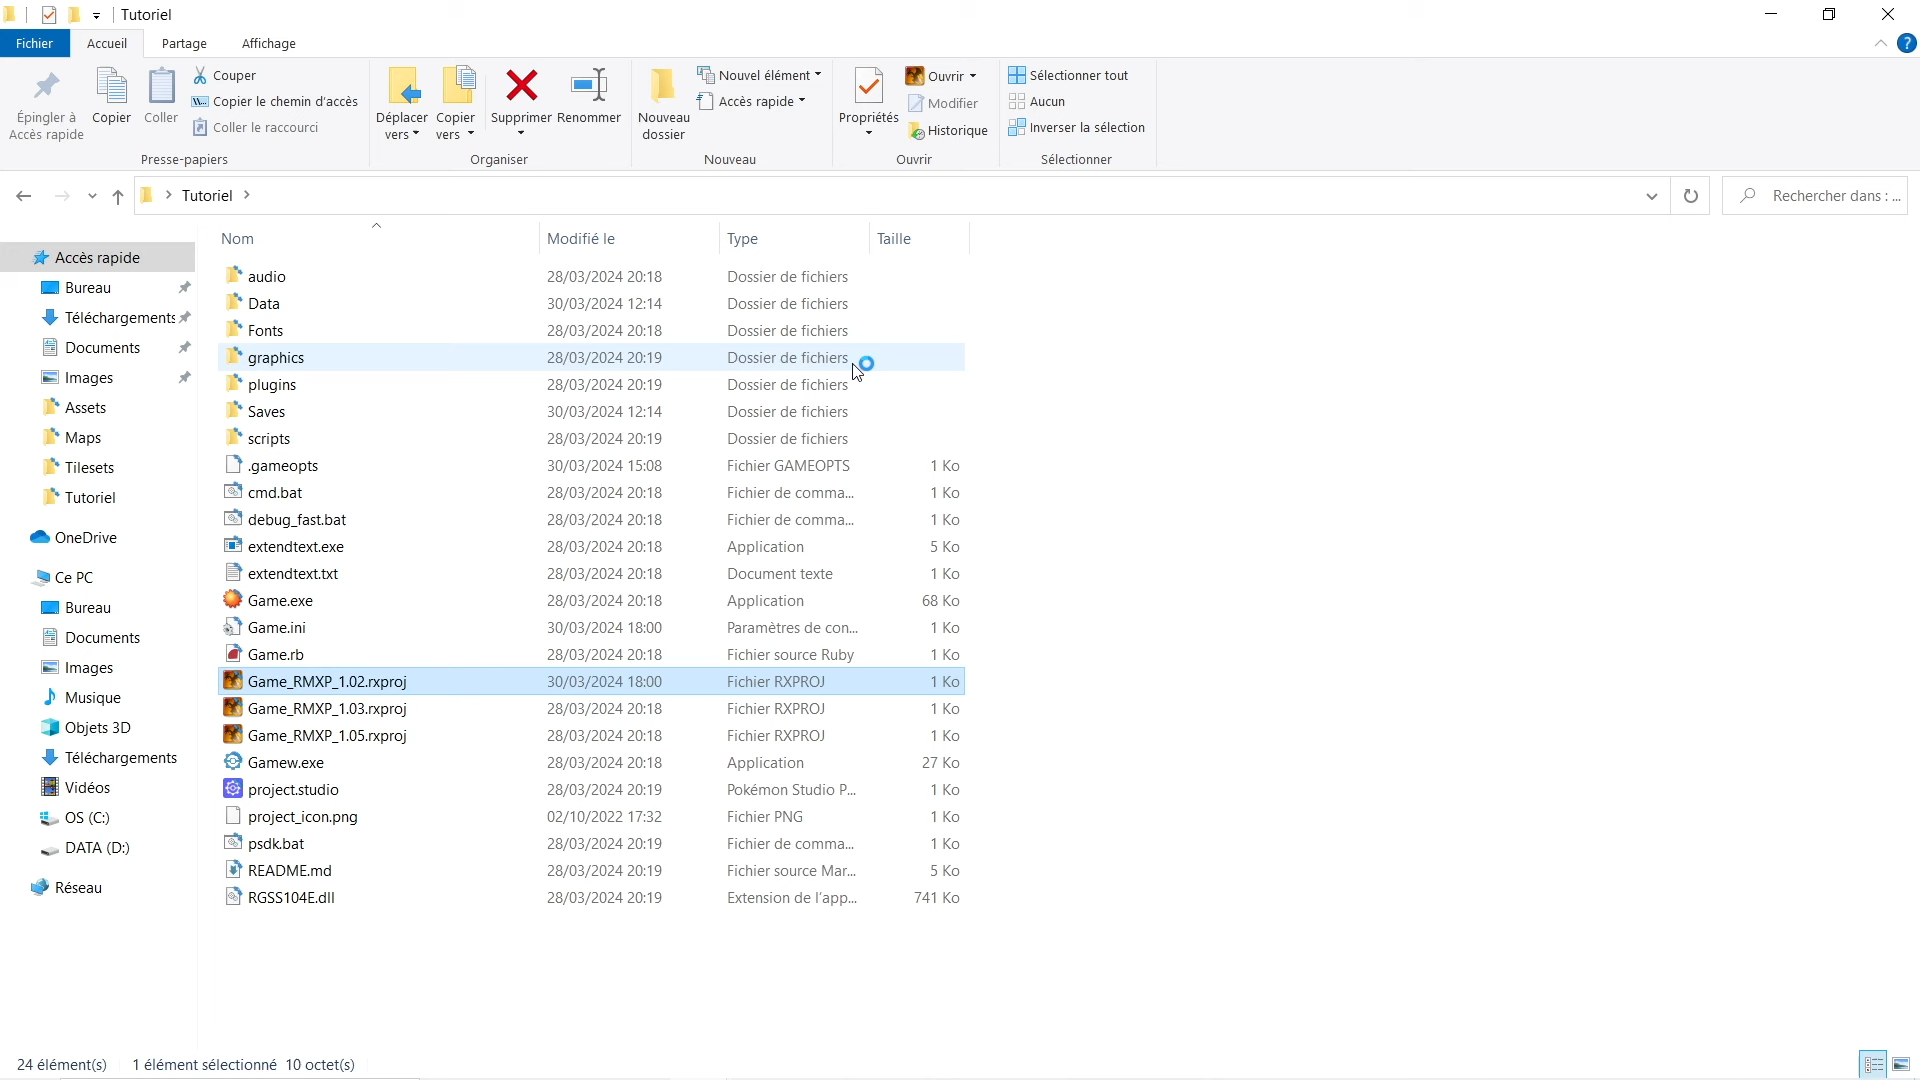 Tutoriel
Fichier Accueil Partage Affichage
Épingler à Accès rapide
Copier
Coller
Couper
Copier le chemin d'accès
Coller le raccourci
Presse-papiers
Déplacer vers
Copier vers
Supprimer
Renommer
Organiser
Nouveau dossier
Nouvel élément
Accès rapide
Nouveau
Propriétés
Ouvrir
Modifier
Historique
Ouvrir
Sélectionner tout
Aucun
Inverser la sélection
Sélectionner
Tutoriel
Rechercher dans : ...
Accès rapide
Bureau
Téléchargements
Documents
Images
Assets
Maps
Tilesets
Tutoriel
OneDrive
Ce PC
Bureau
Documents
Images
Musique
Objets 3D
Téléchargements
Vidéos
OS (C:)
DATA (D:)
Réseau
Nom Modifié le Type Taille
audio 28/03/2024 20:18 Dossier de fichiers
Data 30/03/2024 12:14 Dossier de fichiers
Fonts 28/03/2024 20:18 Dossier de fichiers
graphics 28/03/2024 20:19 Dossier de fichiers
plugins 28/03/2024 20:19 Dossier de fichiers
Saves 30/03/2024 12:14 Dossier de fichiers
scripts 28/03/2024 20:19 Dossier de fichiers
.gameopts 30/03/2024 15:08 Fichier GAMEOPTS 1 Ko
cmd.bat 28/03/2024 20:18 Fichier de comma... 1 Ko
debug_fast.bat 28/03/2024 20:18 Fichier de comma... 1 Ko
extendtext.exe 28/03/2024 20:18 Application 5 Ko
extendtext.txt 28/03/2024 20:18 Document texte 1 Ko
Game.exe 28/03/2024 20:18 Application 68 Ko
Game.ini 30/03/2024 18:00 Paramètres de con... 1 Ko
Game.rb 28/03/2024 20:18 Fichier source Ruby 1 Ko
Game_RMXP_1.02.rxproj 30/03/2024 18:00 Fichier RXPROJ 1 Ko
Game_RMXP_1.03.rxproj 28/03/2024 20:18 Fichier RXPROJ 1 Ko
Game_RMXP_1.05.rxproj 28/03/2024 20:18 Fichier RXPROJ 1 Ko
Gamew.exe 28/03/2024 20:18 Application 27 Ko
project.studio 28/03/2024 20:19 Pokémon Studio P... 1 Ko
project_icon.png 02/10/2022 17:32 Fichier PNG 1 Ko
psdk.bat 28/03/2024 20:19 Fichier de comma... 1 Ko
README.md 28/03/2024 20:19 Fichier source Mar... 5 Ko
RGSS104E.dll 28/03/2024 20:19 Extension de l'app... 741 Ko
24 élément(s) 1 élément sélectionné 10 octet(s)